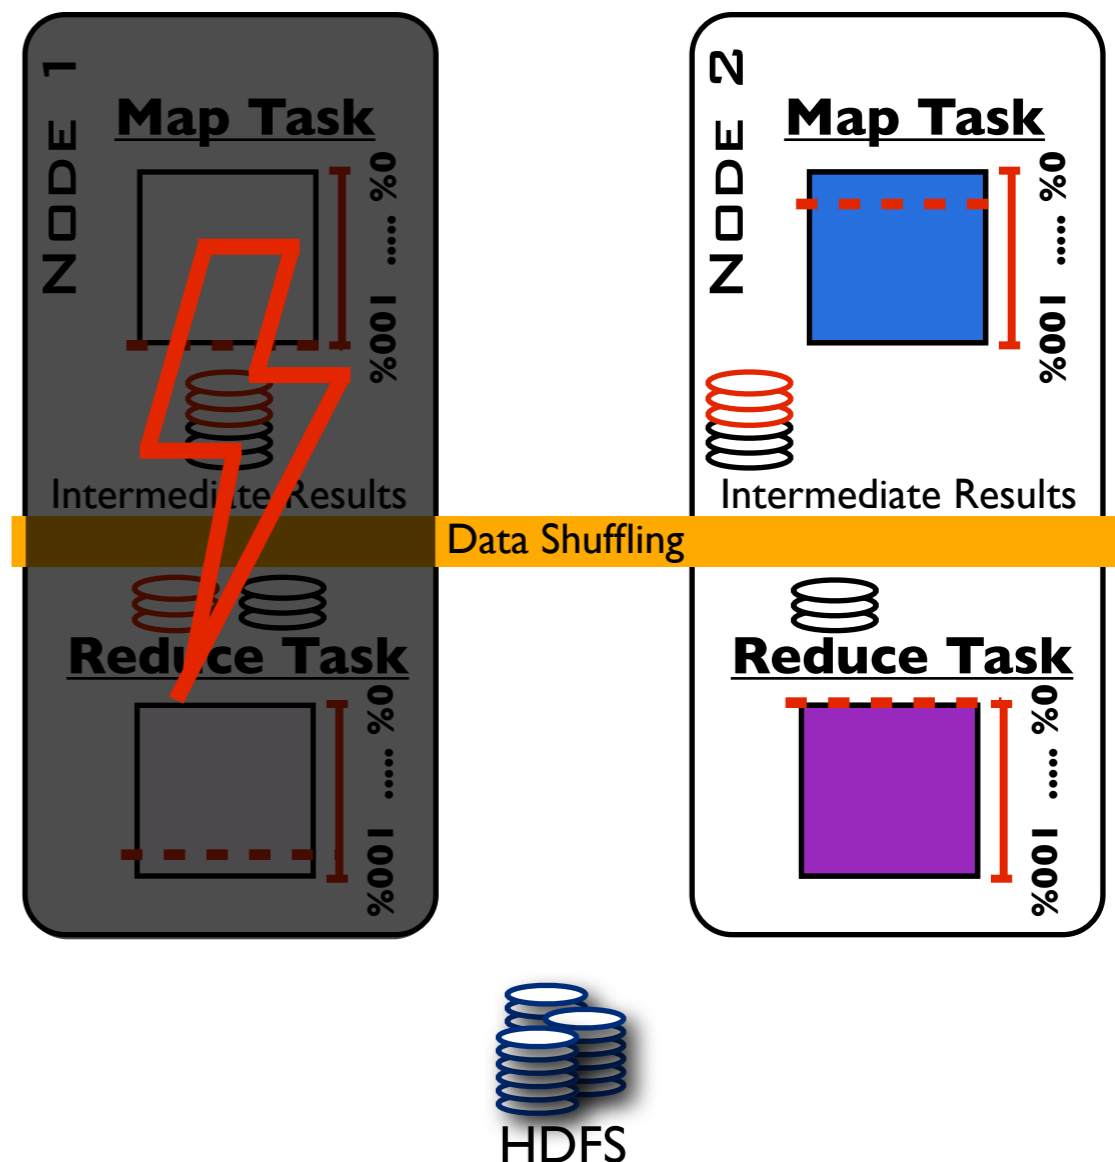 NODE 1
Map Task
0% ..... 100%
Intermediate Results
NODE 2
Map Task
0% ..... 100%
Intermediate Results
Data Shuffling
Reduce Task
0% ..... 100%
Reduce Task
0% ..... 100%
HDFS